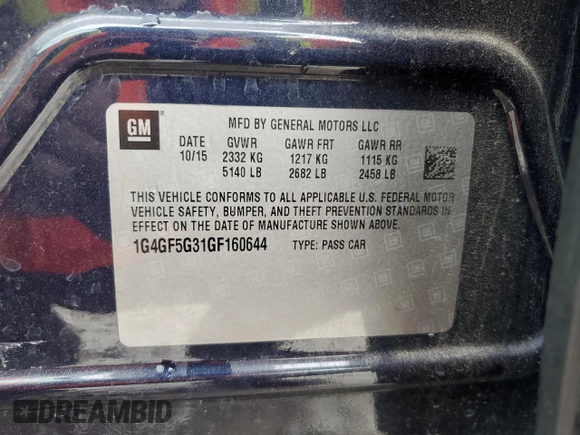 GM
®
MFD BY GENERAL MOTORS LLC
DATE GVWR GAWR FRT GAWR RR
10/15 2332 KG 1217 KG 1115 KG
5140 LB 2682 LB 2458 LB
THIS VEHICLE CONFORMS TO ALL APPLICABLE U.S. FEDERAL MOTOR
VEHICLE SAFETY, BUMPER, AND THEFT PREVENTION STANDARDS IN
EFFECT ON THE DATE OF MANUFACTURE SHOWN ABOVE.
1G4GF5G31GF160644 TYPE: PASS CAR
DREAMBID